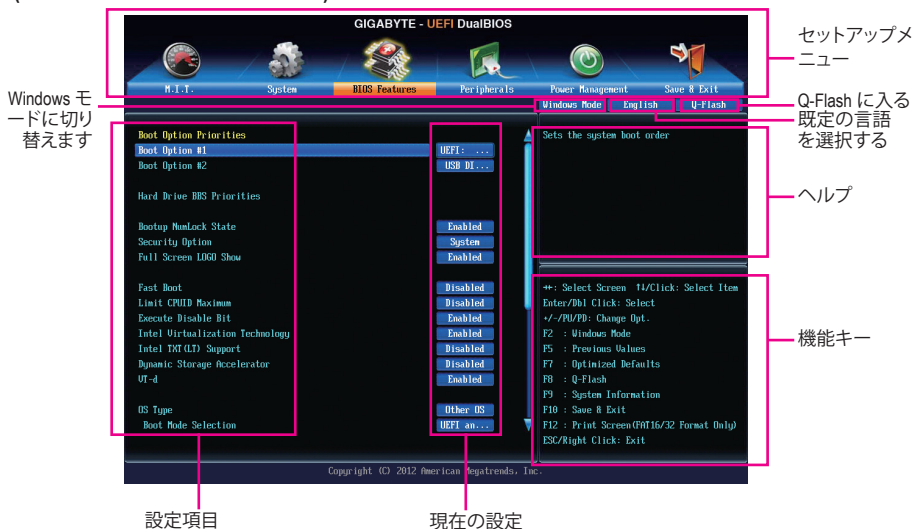 GIGABYTE - UEFI DualBIOS
セットアップメ
ニュー
M.I.T. System BIOS Features Peripherals Power Management Save & Exit
Windows モ
ードに切り
替えます
Windows Mode English Q-Flash
Q-Flash に入る
既定の言語
を選択する
Boot Option Priorities
Boot Option #1 UEFI: ...
Boot Option #2 USB DI...
Hard Drive BBS Priorities
Bootup NumLock State Enabled
Security Option System
Full Screen LOGO Show Enabled
Fast Boot Disabled
Limit CPUID Maximum Disabled
Execute Disable Bit Enabled
Intel Virtualization Technology Enabled
Intel TXT(LT) Support Disabled
Dynamic Storage Accelerator Disabled
VT-d Enabled
OS Type Other OS
Boot Mode Selection UEFI an...
Sets the system boot order
ヘルプ
↔: Select Screen ↑↓/Click: Select Item
Enter/Dbl Click: Select
+/-/PU/PD: Change Opt.
F2 : Windows Mode
F5 : Previous Values
F7 : Optimized Defaults
F8 : Q-Flash
F9 : System Information
F10 : Save & Exit
F12 : Print Screen(FAT16/32 Format Only)
ESC/Right Click: Exit
機能キー
Copyright (C) 2012 American Megatrends, Inc.
設定項目
現在の設定